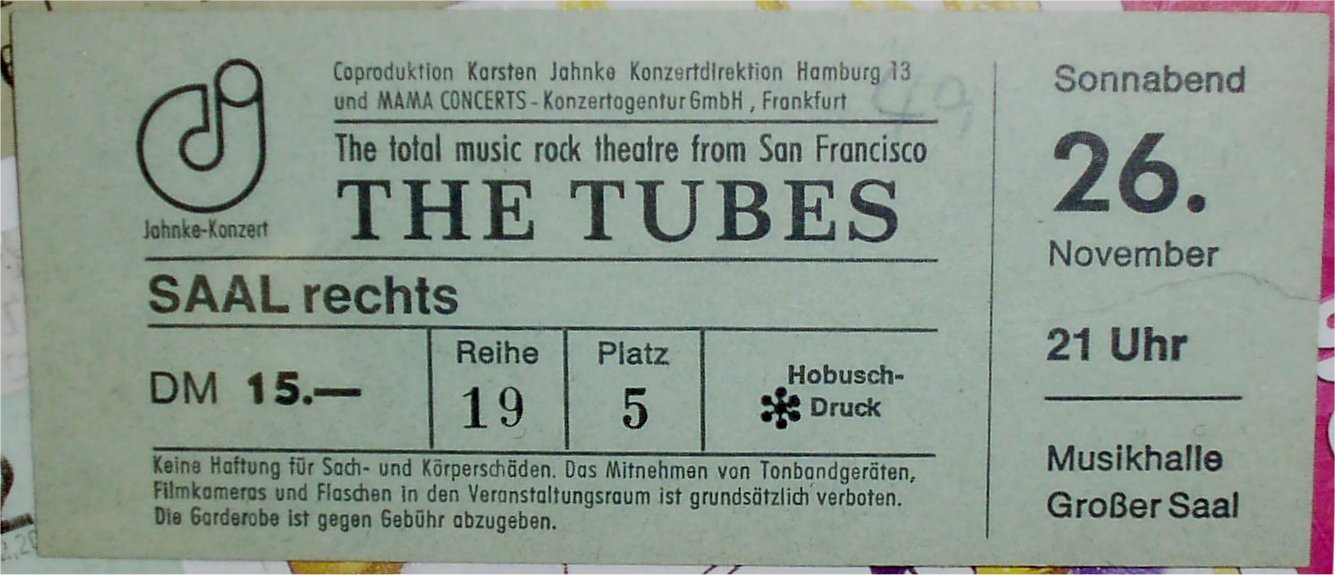 Coproduktion Karsten Jahnke Konzertdirektion Hamburg 13
und MAMA CONCERTS - Konzertagentur GmbH, Frankfurt
49
The total music rock theatre from San Francisco
THE TUBES
Jahnke-Konzert
SAAL rechts
DM 15.—
Reihe
19
Platz
5
Hobusch-
Druck
Keine Haftung für Sach- und Körperschäden. Das Mitnehmen von Tonbandgeräten,
Filmkameras und Flaschen in den Veranstaltungsraum ist grundsätzlich verboten.
Die Garderobe ist gegen Gebühr abzugeben.
Sonnabend
26.
November
21 Uhr
Musikhalle
Großer Saal